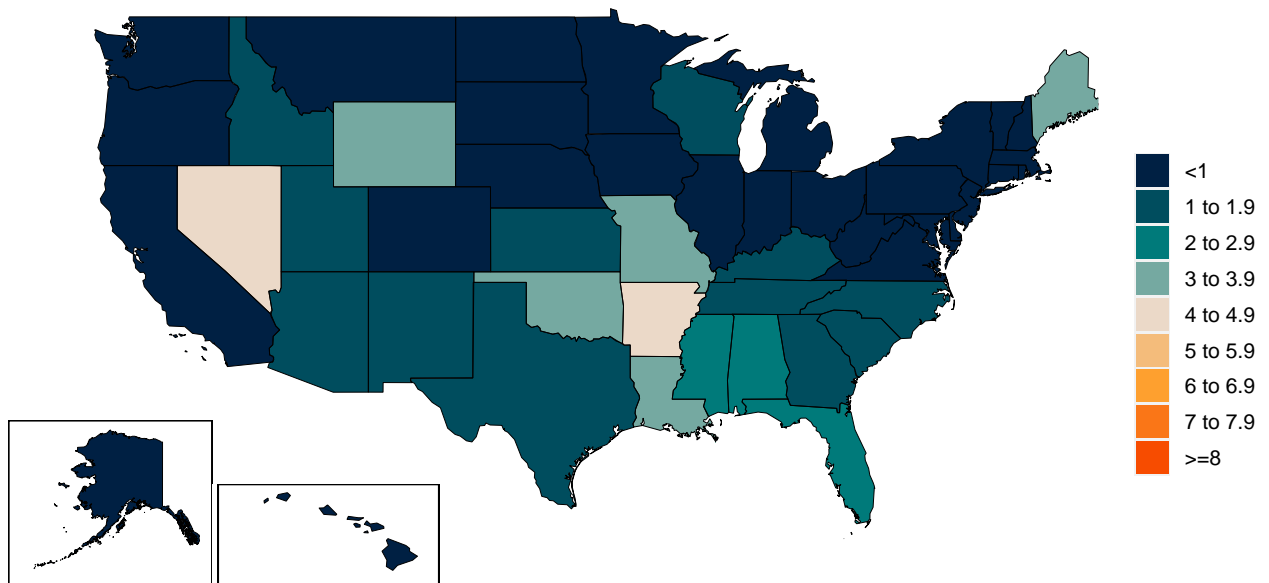 <1
1 to 1.9
2 to 2.9
3 to 3.9
4 to 4.9
5 to 5.9
6 to 6.9
7 to 7.9
>=8